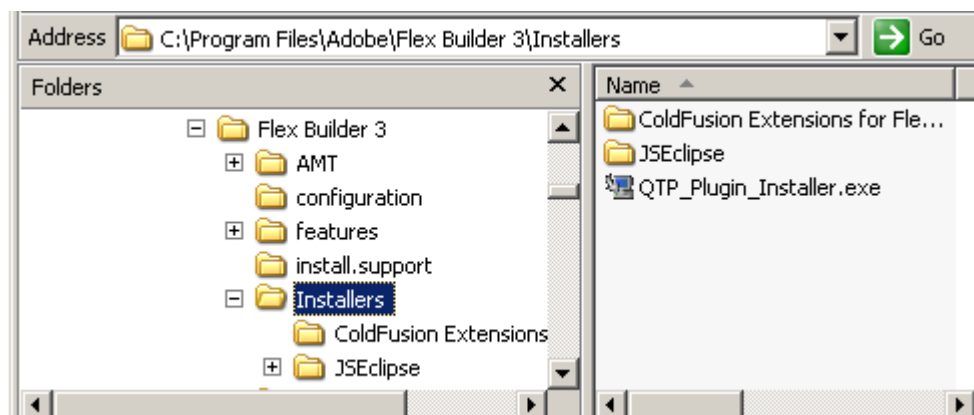 Address C:\Program Files\Adobe\Flex Builder 3\Installers Go
Folders
Flex Builder 3
AMT
configuration
features
install.support
Installers
ColdFusion Extensions
JSEclipse
Name
ColdFusion Extensions for Fle...
JSEclipse
QTP_Plugin_Installer.exe